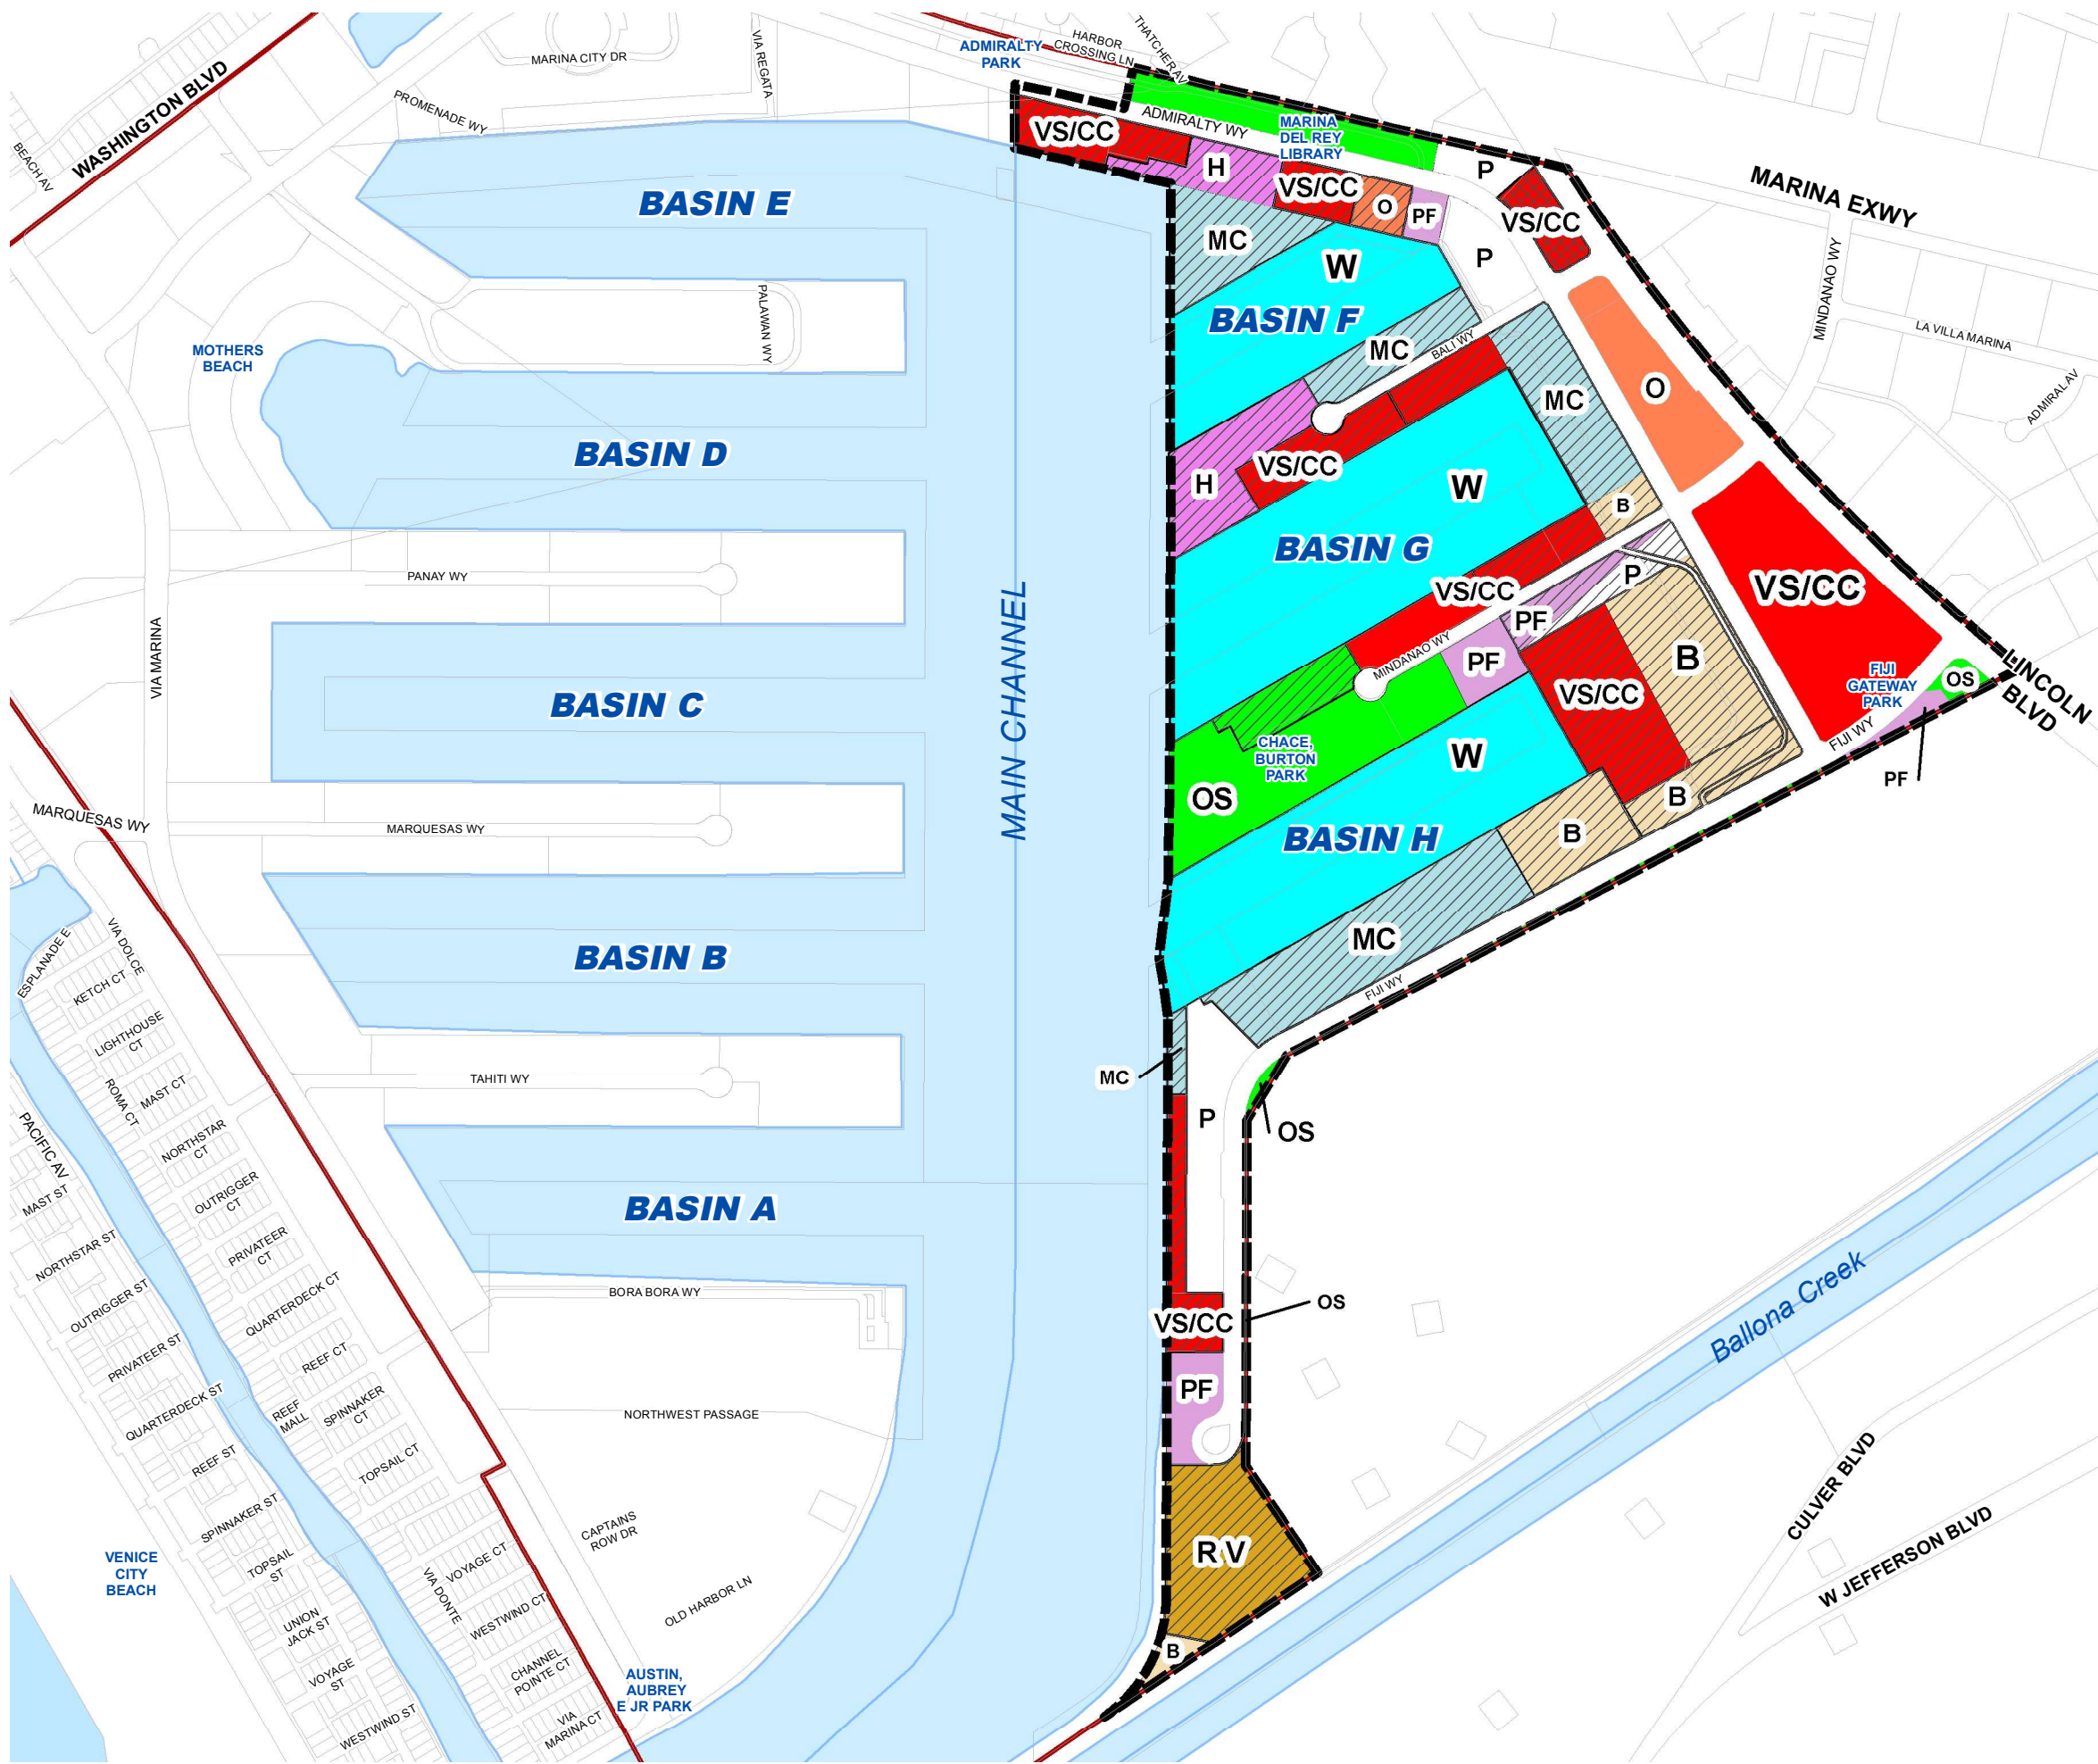 WASHINGTON BLVD
BEACH AV
MARINA CITY DR
PROMENADE WY
VIA REGATA
ADMIRALTY
PARK
HARBOR
CROSSING LN
THATCHER AV
ADMIRALTY WY
MARINA
DEL REY
LIBRARY
MARINA EXWY
MINDANAO WY
LA VILLA MARINA
ADMIRAL AV
VS/CC
H
VS/CC
O
PF
P
VS/CC
P
MC
W
BASIN E
BASIN F
MC
BALI WY
MC
O
PALAWAN WY
MOTHERS
BEACH
BASIN D
H
VS/CC
W
B
BASIN G
VS/CC
P
PF
VS/CC
PANAY WY
VIA MARINA
MAIN CHANNEL
MINDANAO WY
PF
B
VS/CC
FIJI
GATEWAY
PARK
OS
LINCOLN
BLVD
FIJI WY
PF
BASIN C
CHACE,
BURTON
PARK
OS
W
B
B
BASIN H
MARQUESAS WY
MARQUESAS WY
MC
FIJI WY
BASIN B
ESPLANADE E
VIA DOLCE
KETCH CT
LIGHTHOUSE
CT
ROMA CT
MAST CT
NORTHSTAR
CT
OUTRIGGER
CT
PRIVATEER
CT
QUARTERDECK CT
REEF CT
REEF
MALL
SPINNAKER
CT
TOPSAIL CT
TAHITI WY
MC
P
OS
BASIN A
BORA BORA WY
VS/CC
OS
PF
NORTHWEST PASSAGE
PACIFIC AV
MAST ST
NORTHSTAR ST
OUTRIGGER ST
PRIVATEER ST
QUARTERDECK ST
REEF ST
SPINNAKER ST
TOPSAIL
ST
UNION
JACK ST
VOYAGE
ST
WESTWIND ST
VENICE
CITY
BEACH
VIA DONTE
VOYAGE CT
WESTWIND CT
CHANNEL
POINTE CT
VIA
MARINA CT
CAPTAINS
ROW DR
OLD HARBOR LN
AUSTIN,
AUBREY
E JR PARK
RV
B
Ballona Creek
CULVER BLVD
W JEFFERSON BLVD